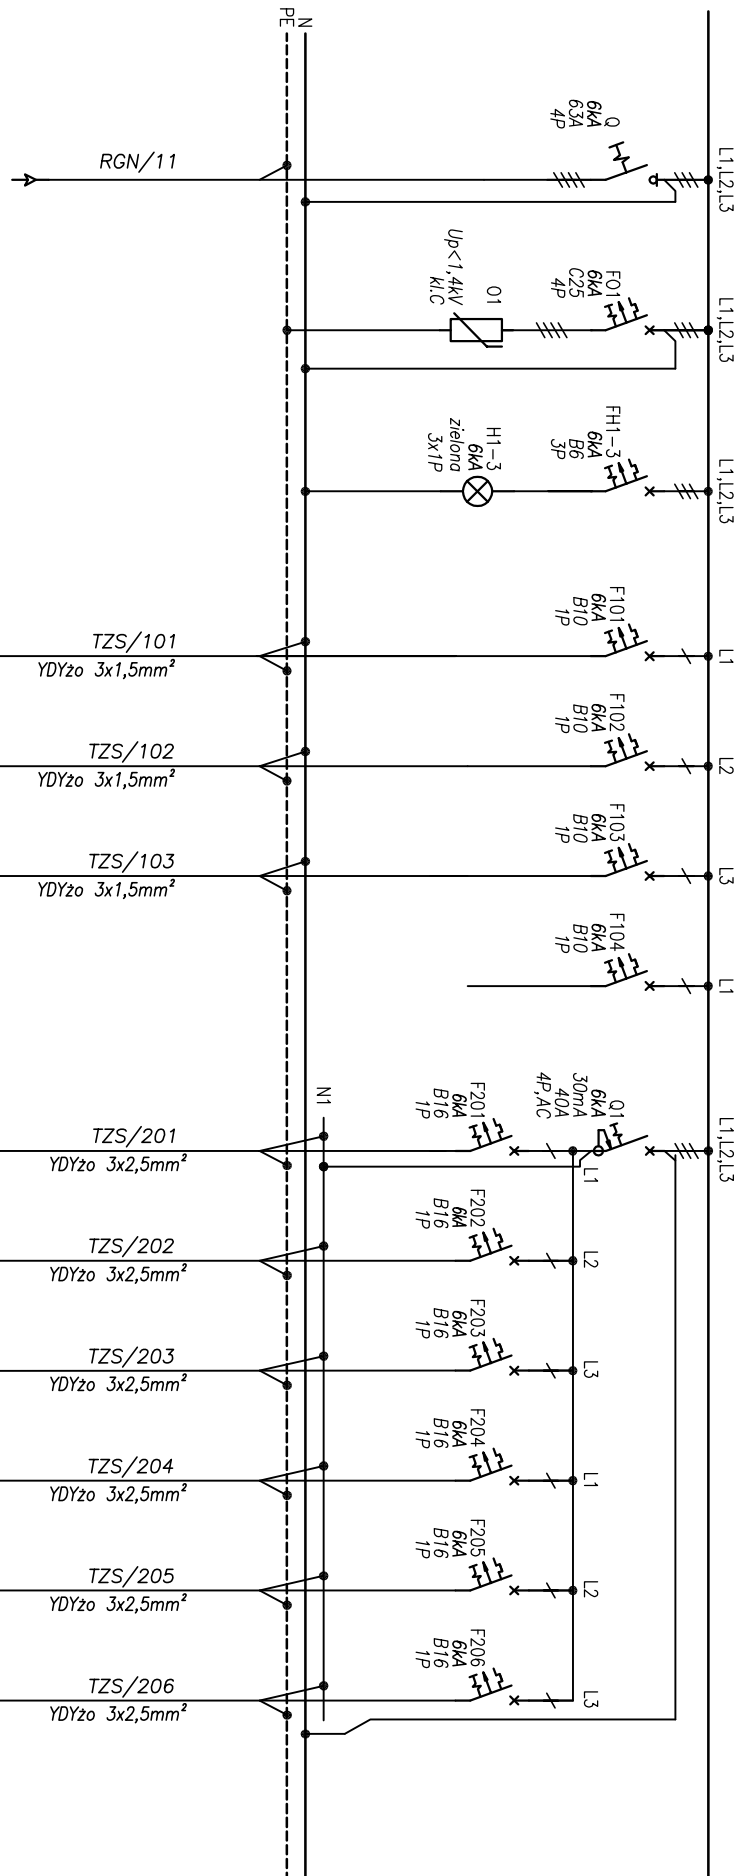 N
PE
L1,L2,L3
Q
6kA
63A
4P
RGN/11
L1,L2,L3
FO1
6kA
C25
4P
O1
Up<1,4kV
kl.C
L1,L2,L3
FH1-3
6kA
B6
3P
H1-3
6kA
zielona
3x1P
L1
F101
6kA
B10
1P
TZS/101
YDYżo 3x1,5mm²
L2
F102
6kA
B10
1P
TZS/102
YDYżo 3x1,5mm²
L3
F103
6kA
B10
1P
TZS/103
YDYżo 3x1,5mm²
L1
F104
6kA
B10
1P
L1,L2,L3
Q1
6kA
30mA
40A
4P,AC
N1
L1
F201
6kA
B16
1P
TZS/201
YDYżo 3x2,5mm²
L2
F202
6kA
B16
1P
TZS/202
YDYżo 3x2,5mm²
L3
F203
6kA
B16
1P
TZS/203
YDYżo 3x2,5mm²
L1
F204
6kA
B16
1P
TZS/204
YDYżo 3x2,5mm²
L2
F205
6kA
B16
1P
TZS/205
YDYżo 3x2,5mm²
L3
F206
6kA
B16
1P
TZS/206
YDYżo 3x2,5mm²